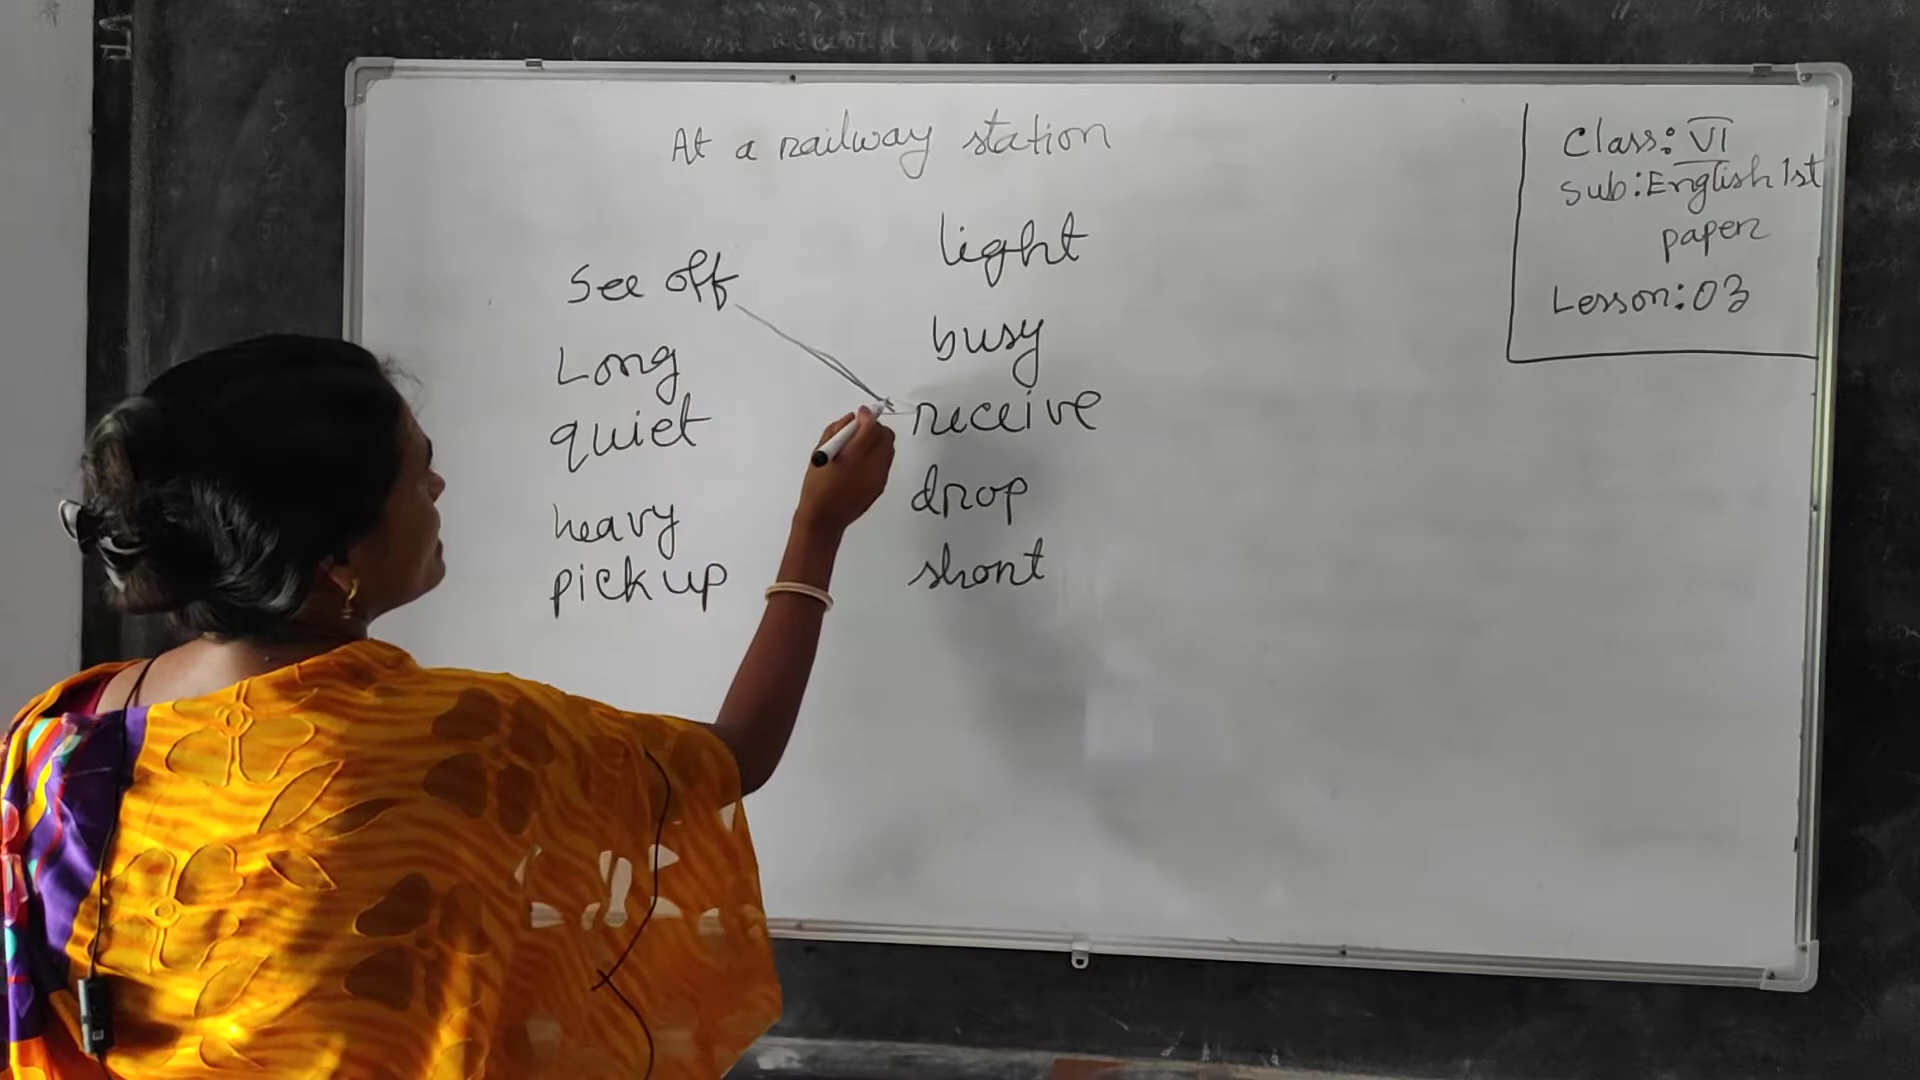 At a railway station
Class: VI
Sub: English 1st
paper
Lesson: 03
See off
Long
quiet
heavy
pick up
light
busy
receive
drop
short